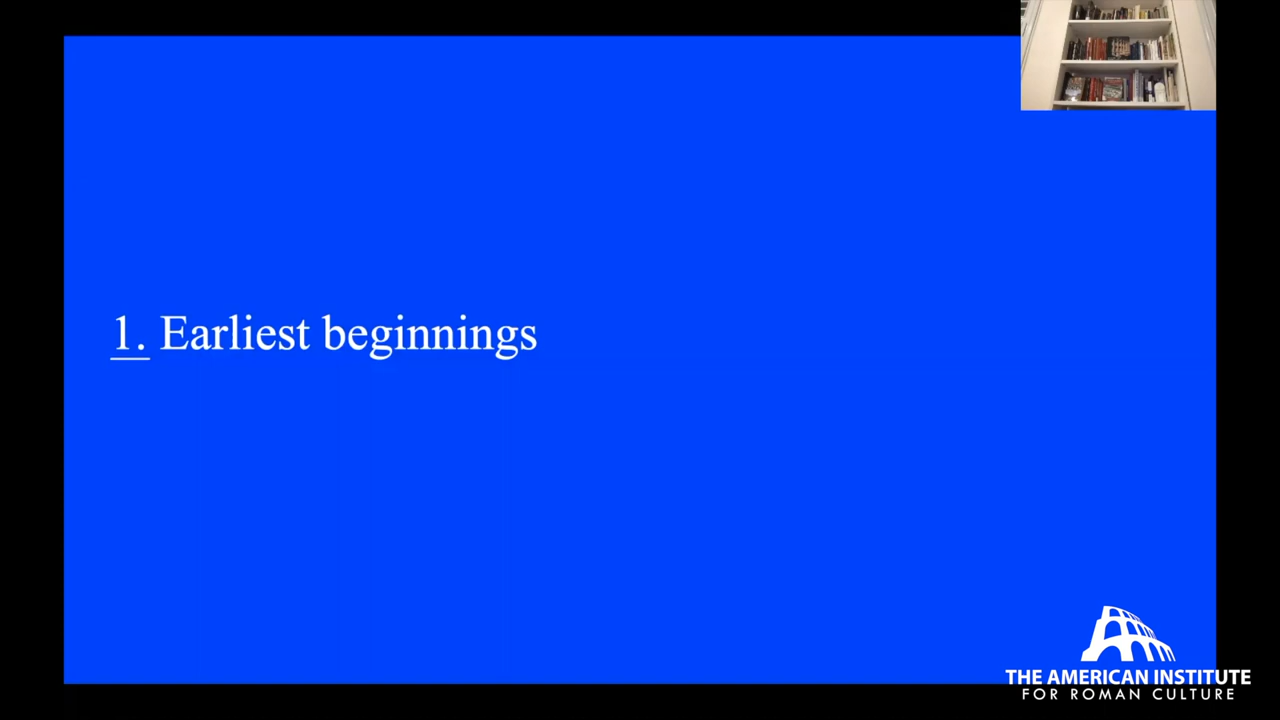 1. Earliest beginnings
THE AMERICAN INSTITUTE
FOR ROMAN CULTURE